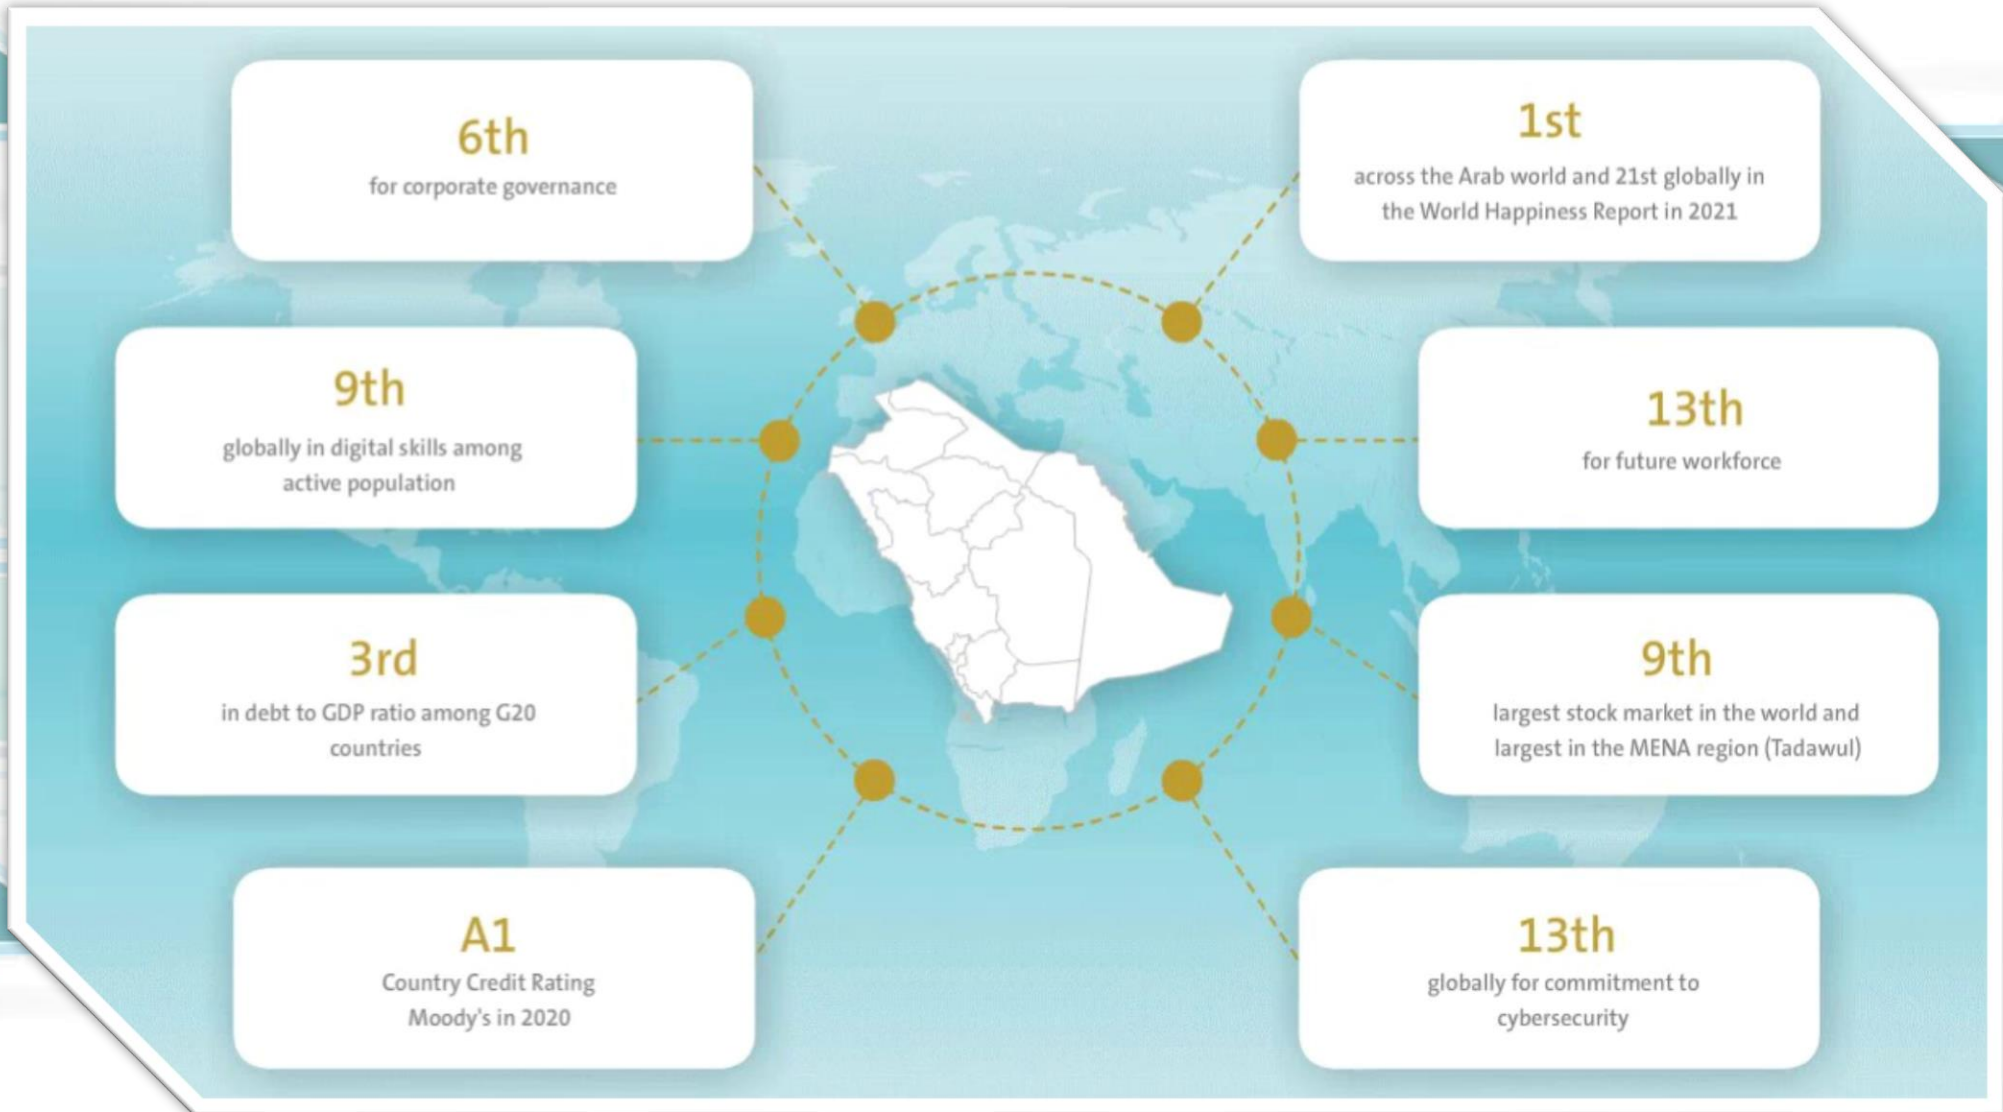 6th
for corporate governance
1st
across the Arab world and 21st globally in
the World Happiness Report in 2021
9th
globally in digital skills among
active population
13th
for future workforce
3rd
in debt to GDP ratio among G20
countries
9th
largest stock market in the world and
largest in the MENA region (Tadawul)
A1
Country Credit Rating
Moody's in 2020
13th
globally for commitment to
cybersecurity